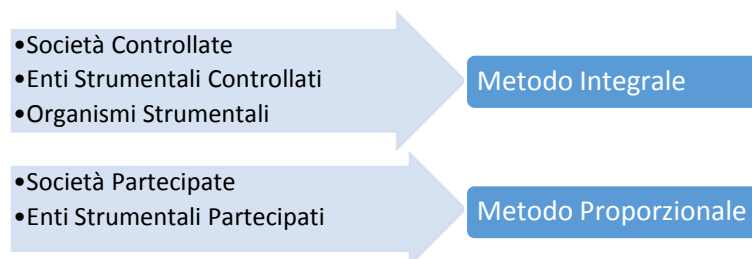 •Società Controllate
•Enti Strumentali Controllati
•Organismi Strumentali
Metodo Integrale
•Società Partecipate
•Enti Strumentali Partecipati
Metodo Proporzionale